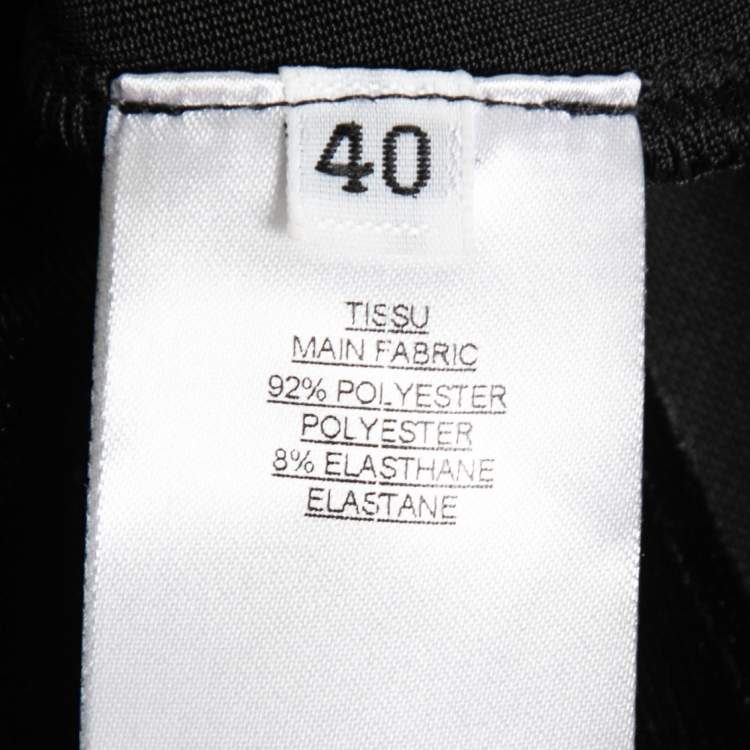 40
TISSU
MAIN FABRIC
92% POLYESTER
POLYESTER
8% ELASTHANE
ELASTANE